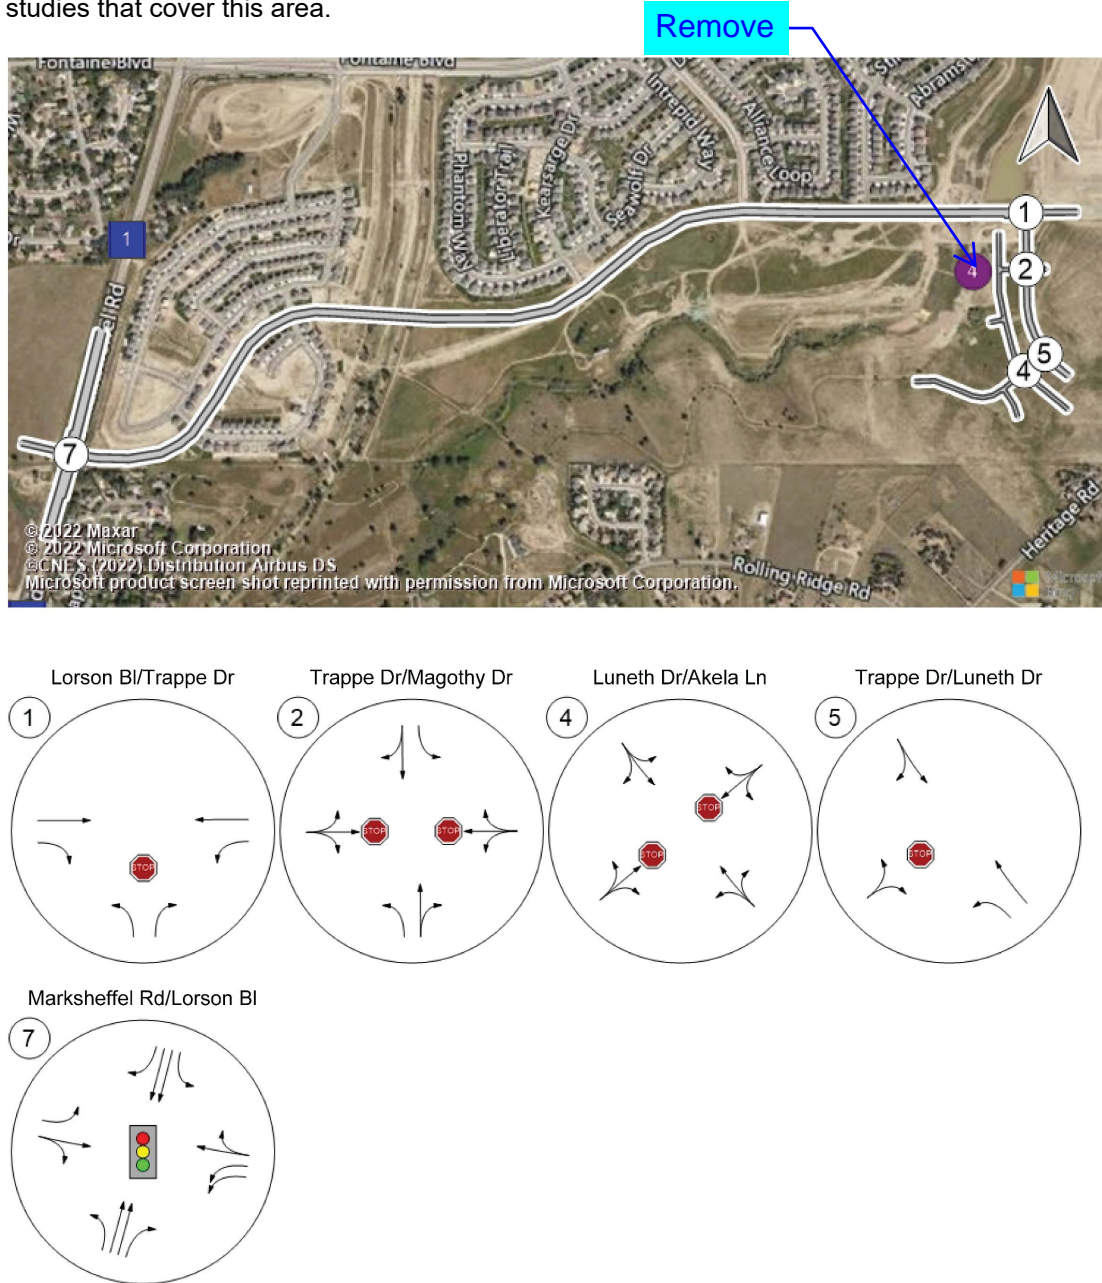 studies that cover this area.
Remove
Fontaine Blvd
Fontaine Blvd
Abrams
Intrepid Way
Alliance Loop
Kearsarge Dr
Seawolf Dr
Liberator Trail
Phantom Way
1
1
4
2
5
4
7
Heritage Rd
Rolling Ridge Rd
© 2022 Maxar
© 2022 Microsoft Corporation
©CNES (2022) Distribution Airbus DS
Microsoft product screen shot reprinted with permission from Microsoft Corporation.
Lorson Bl/Trappe Dr
Trappe Dr/Magothy Dr
Luneth Dr/Akela Ln
Trappe Dr/Luneth Dr
1
2
4
5
STOP
STOP
STOP
STOP
STOP
STOP
Marksheffel Rd/Lorson Bl
7